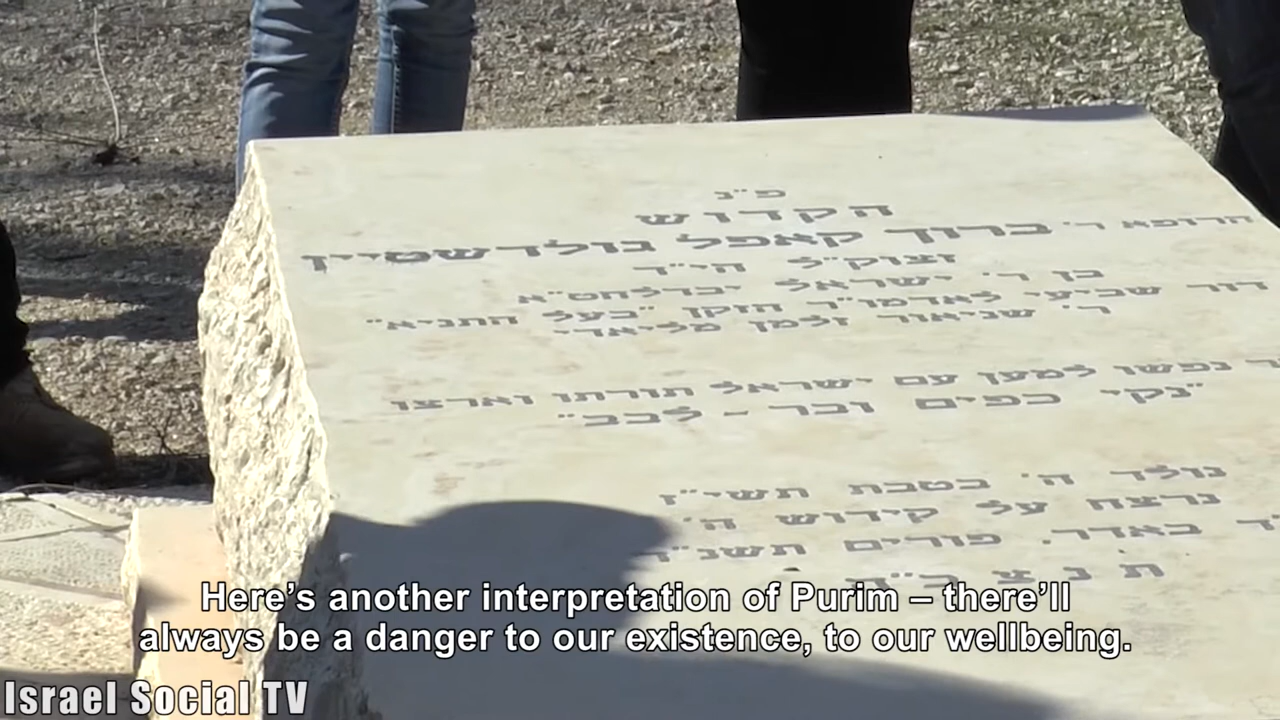 פ״נ
הקדוש
הרופא ר׳ ברוך קאפל גולדשטיין
זצוק״ל הי״ד
בן ר׳ ישראל יבדלחט״א
דור שביעי לאדמו״ר הזקן "בעל התניא"
ר׳ שניאור זלמן מליאדי
נפשו למען עם ישראל תורתו וארצו
"נקי כפים ובר - לבב"
נולד ה׳ בטבת תשי״ז
נרצח על קידוש ה׳
באדר. פורים תשנ״ד
ת נ צ ב ״ ה
Here's another interpretation of Purim – there'll
always be a danger to our existence, to our wellbeing.
Israel Social TV